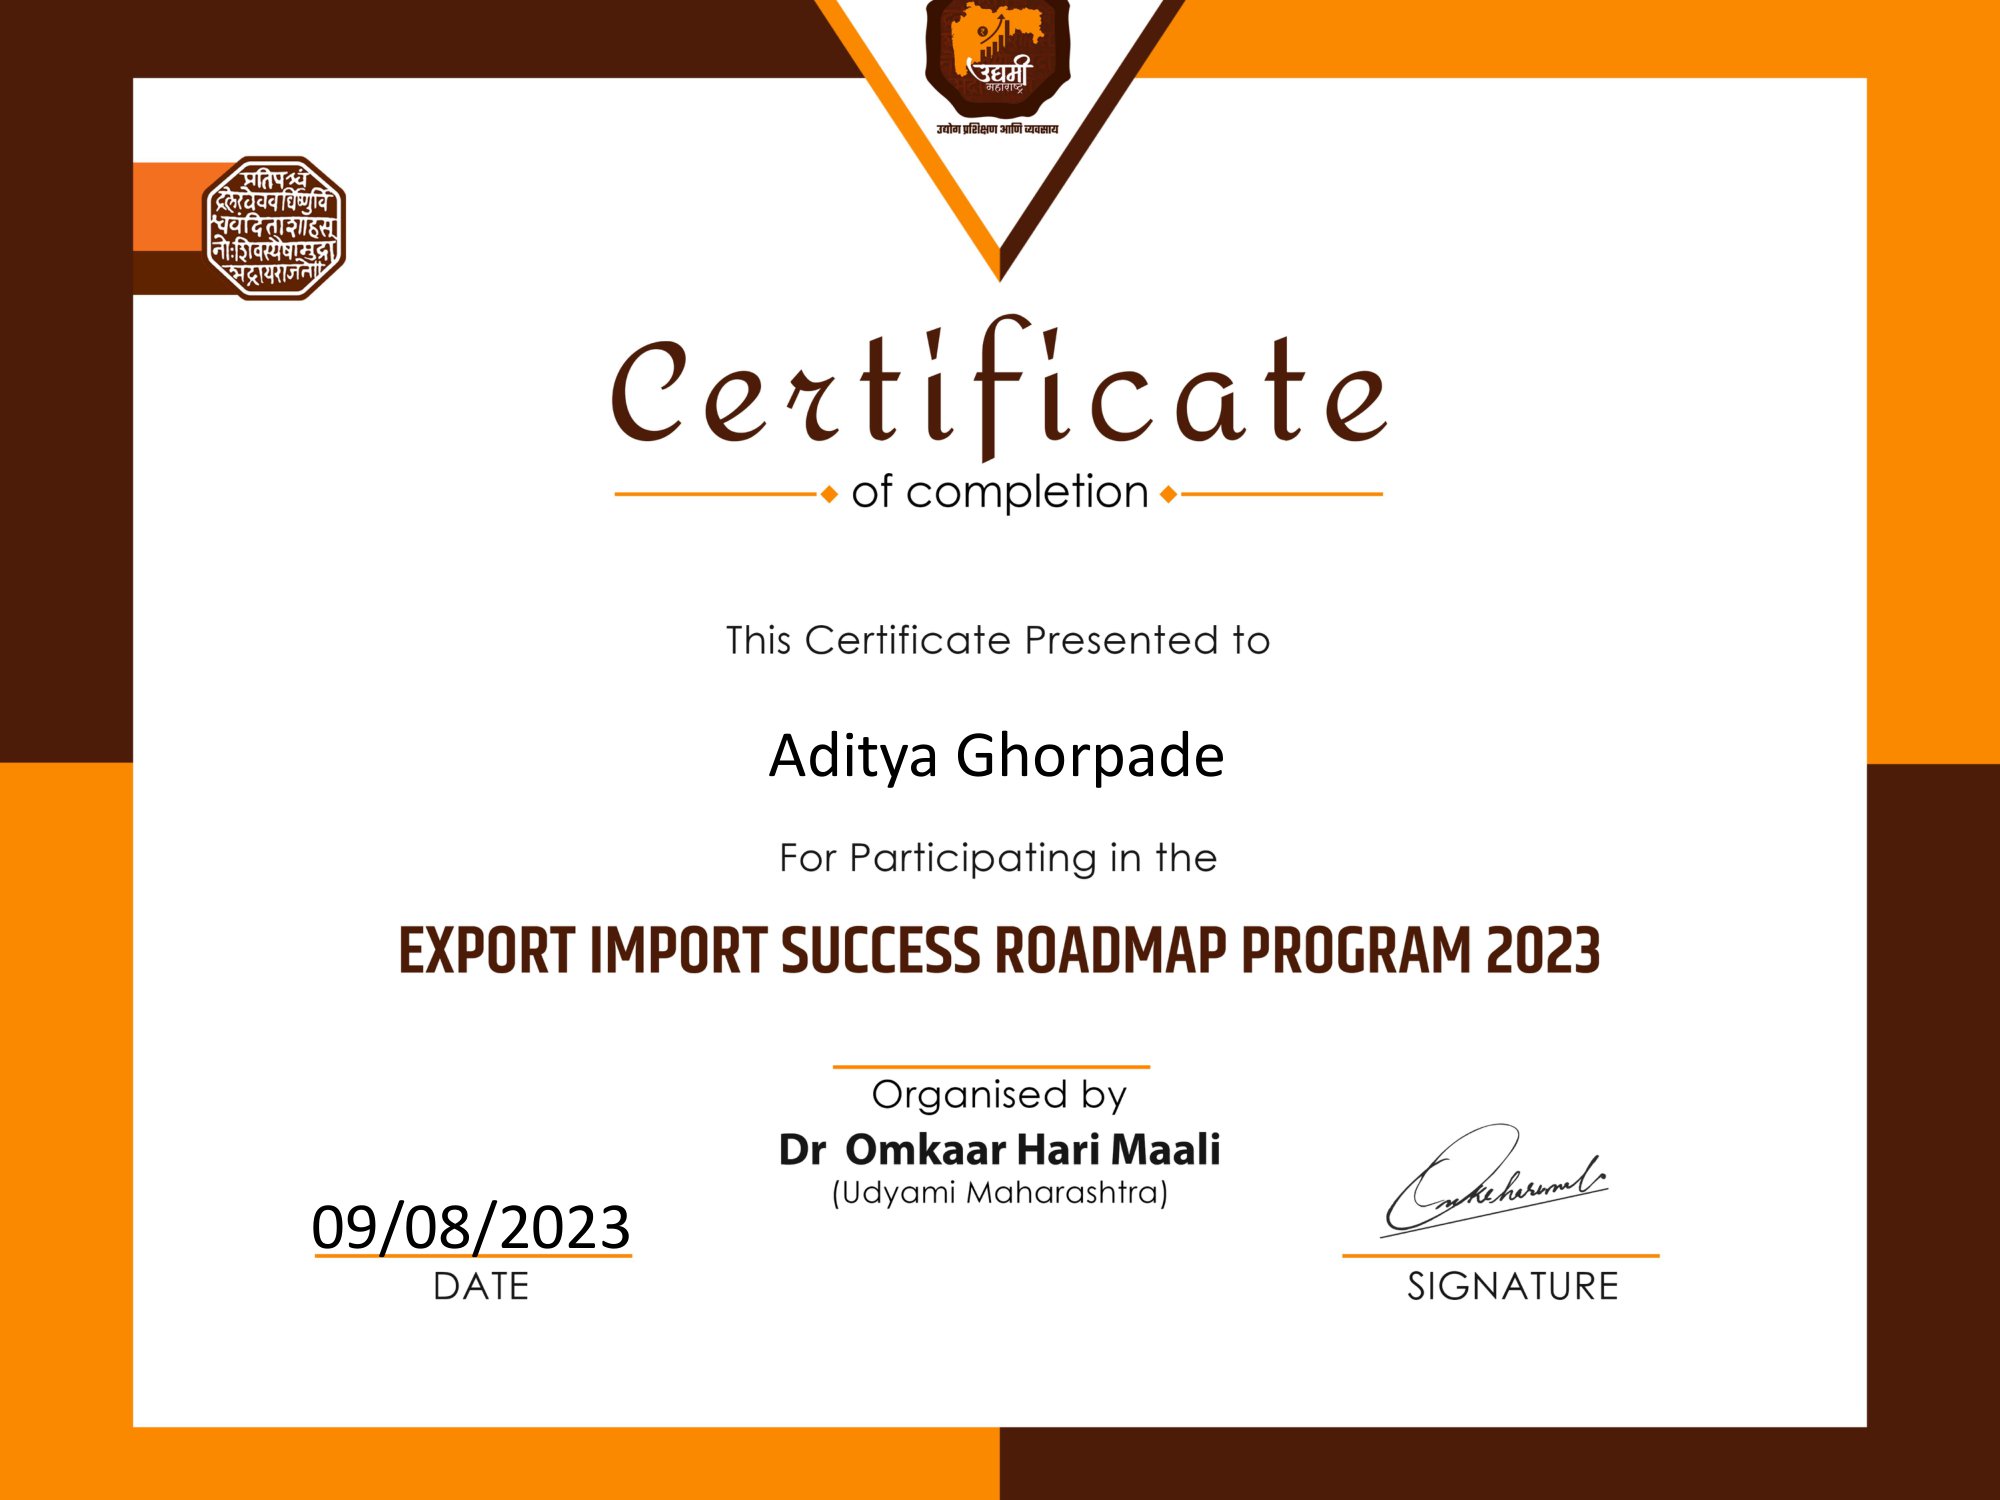 उद्यमी
महाराष्ट्र
उद्योग प्रशिक्षण आणि व्यवसाय
प्रतिपच्चं
द्रलेखेवव र्धिष्णुर्वि
श्ववंदिताशाहसू
नोःशिवस्यैषामुद्रा
भद्रायराजते
Certificate
of completion
This Certificate Presented to
Aditya Ghorpade
For Participating in the
EXPORT IMPORT SUCCESS ROADMAP PROGRAM 2023
Organised by
Dr Omkaar Hari Maali
(Udyami Maharashtra)
09/08/2023
DATE
SIGNATURE